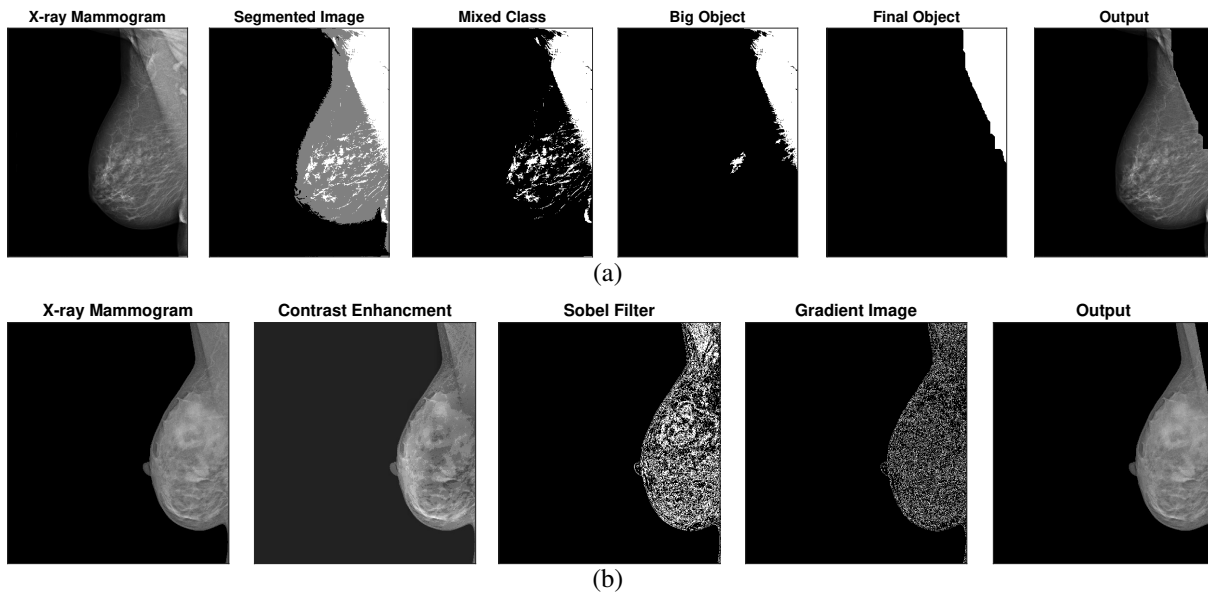 X-ray Mammogram Segmented Image Mixed Class Big Object Final Object Output
(a)
X-ray Mammogram Contrast Enhancment Sobel Filter Gradient Image Output
(b)